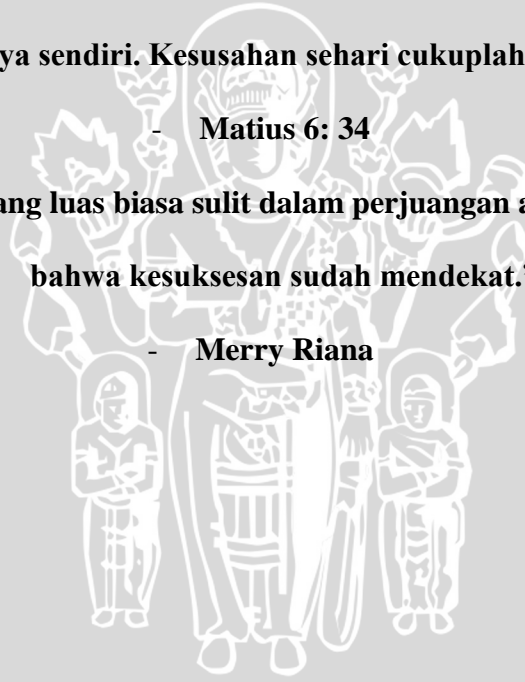 ya sendiri. Kesusahan sehari cukuplah
- Matius 6: 34
ang luas biasa sulit dalam perjuangan a
bahwa kesuksesan sudah mendekat.
- Merry Riana